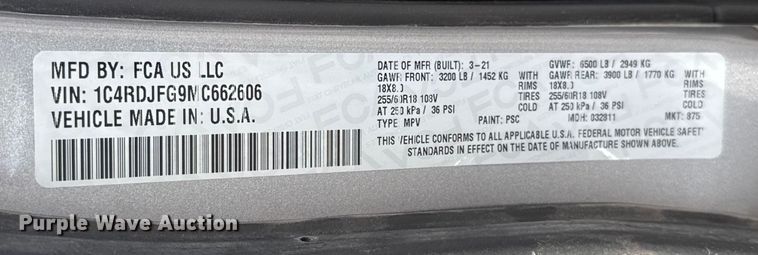 MFD BY: FCA US LLC
VIN: 1C4RDJFG9MC662606
VEHICLE MADE IN: U.S.A.
DATE OF MFR (BUILT): 3-21 GVWR: 6500 LB / 2949 KG
GAWR FRONT: 3200 LB / 1452 KG WITH GAWR REAR: 3900 LB / 1770 KG WITH
18X8.0 RIMS 18X8.0 RIMS
255/60R18 108V TIRES 255/60R18 108V TIRES
AT 250 kPa / 36 PSI COLD AT 250 kPa / 36 PSI COLD
TYPE: MPV PAINT: PSC MDH: 032811 MKT: 875
THIS VEHICLE CONFORMS TO ALL APPLICABLE U.S.A. FEDERAL MOTOR VEHICLE SAFETY
STANDARDS IN EFFECT ON THE DATE OF MANUFACTURE SHOWN ABOVE.
Purple Wave Auction